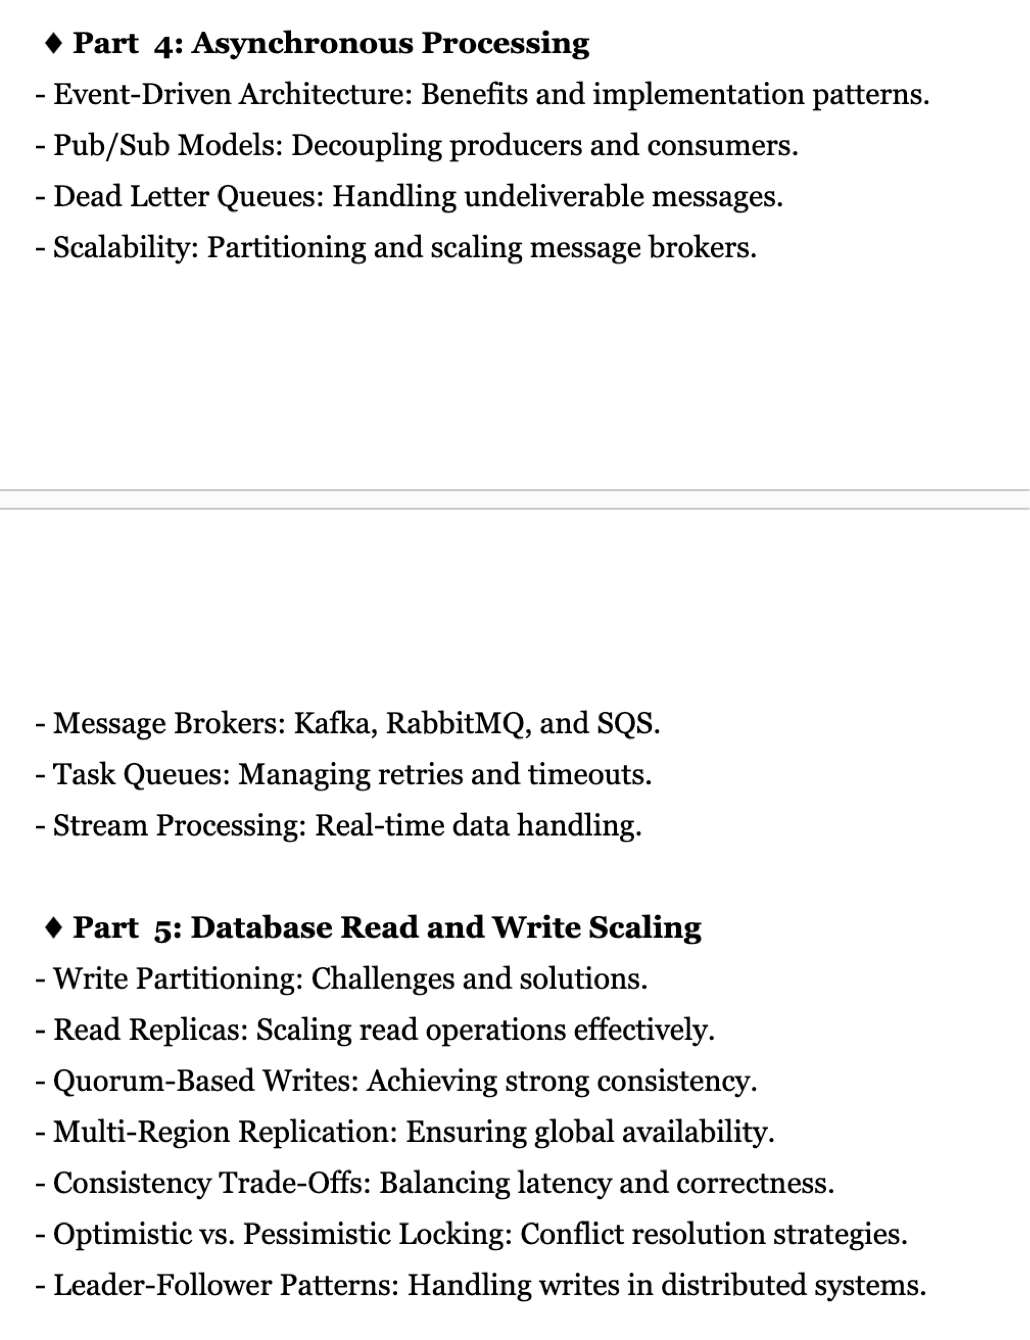 ♦ Part 4: Asynchronous Processing
- Event-Driven Architecture: Benefits and implementation patterns.
- Pub/Sub Models: Decoupling producers and consumers.
- Dead Letter Queues: Handling undeliverable messages.
- Scalability: Partitioning and scaling message brokers.
- Message Brokers: Kafka, RabbitMQ, and SQS.
- Task Queues: Managing retries and timeouts.
- Stream Processing: Real-time data handling.
♦ Part 5: Database Read and Write Scaling
- Write Partitioning: Challenges and solutions.
- Read Replicas: Scaling read operations effectively.
- Quorum-Based Writes: Achieving strong consistency.
- Multi-Region Replication: Ensuring global availability.
- Consistency Trade-Offs: Balancing latency and correctness.
- Optimistic vs. Pessimistic Locking: Conflict resolution strategies.
- Leader-Follower Patterns: Handling writes in distributed systems.